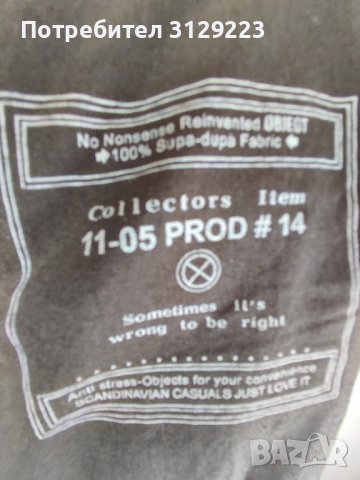 Потребител 3129223
No Nonsense Reinvented OBJECT
➔100% Supa-dupa Fabric←
Collectors Item
11-05 PROD # 14
Sometimes it's
wrong to be right
Anti stress-Objects for your convenience
SCANDINAVIAN CASUALS JUST LOVE IT
BAZAR